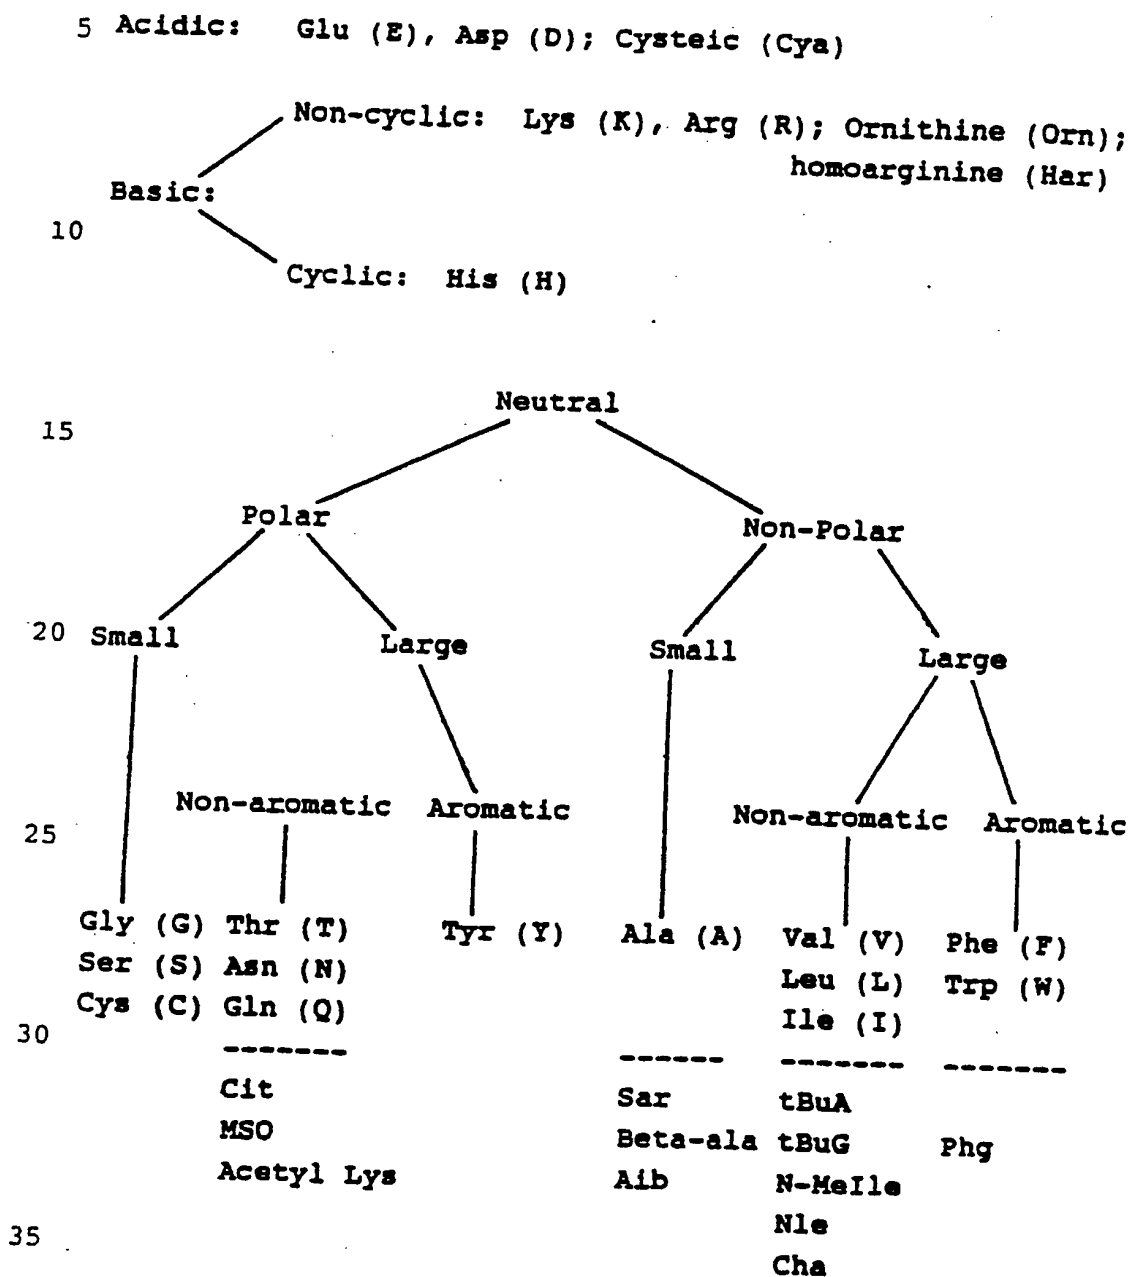 5 Acidic: Glu (E), Asp (D); Cysteic (Cya)
Non-cyclic: Lys (K), Arg (R); Ornithine (Orn);
homoarginine (Har)
Basic:
10
Cyclic: His (H)
Neutral
15
Polar Non-Polar
20 Small Large Small Large
Non-aromatic Aromatic Non-aromatic Aromatic
25
Gly (G) Thr (T) Tyr (Y) Ala (A) Val (V) Phe (F)
Ser (S) Asn (N) Leu (L) Trp (W)
Cys (C) Gln (Q) Ile (I)
30
------- ------ ------- -------
Cit Sar tBuA
MSO Beta-ala tBuG Phg
Acetyl Lys Aib N-MeIle
Nle
35
Cha